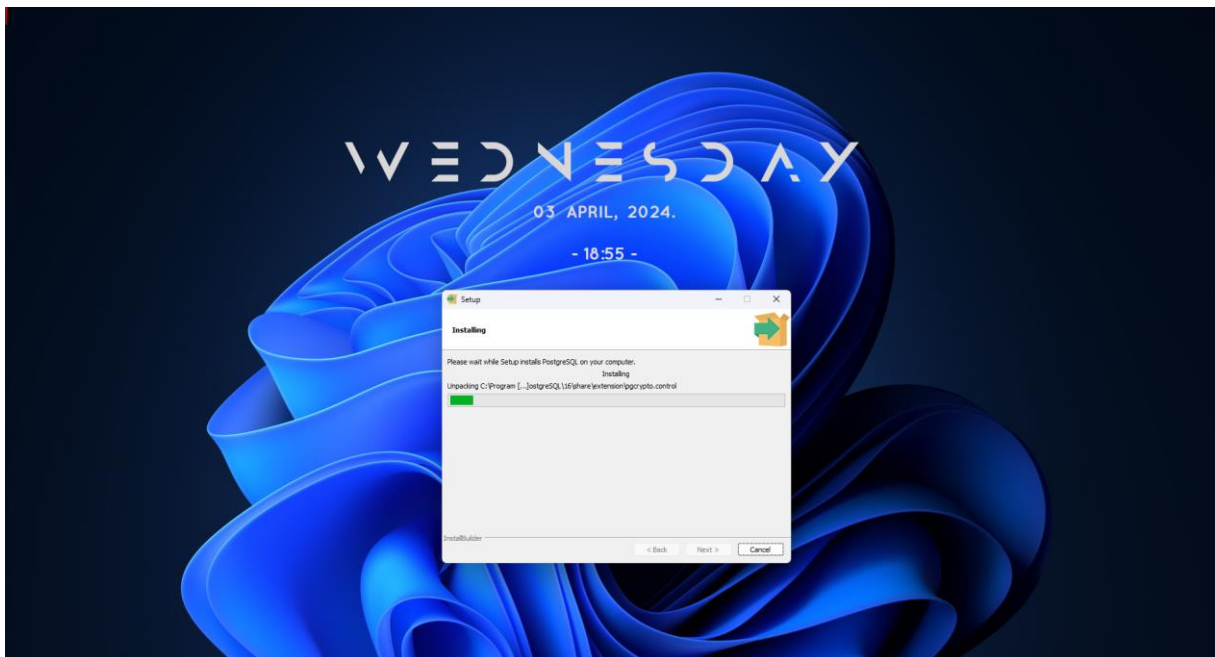 WEDNESDAY
03 APRIL, 2024.
- 18:55 -
Setup
Installing
Please wait while Setup installs PostgreSQL on your computer.
Installing
Unpacking C:\Program [...]ostgreSQL\16\share\extension\pgcrypto.control
InstallBuilder
< Back Next > Cancel